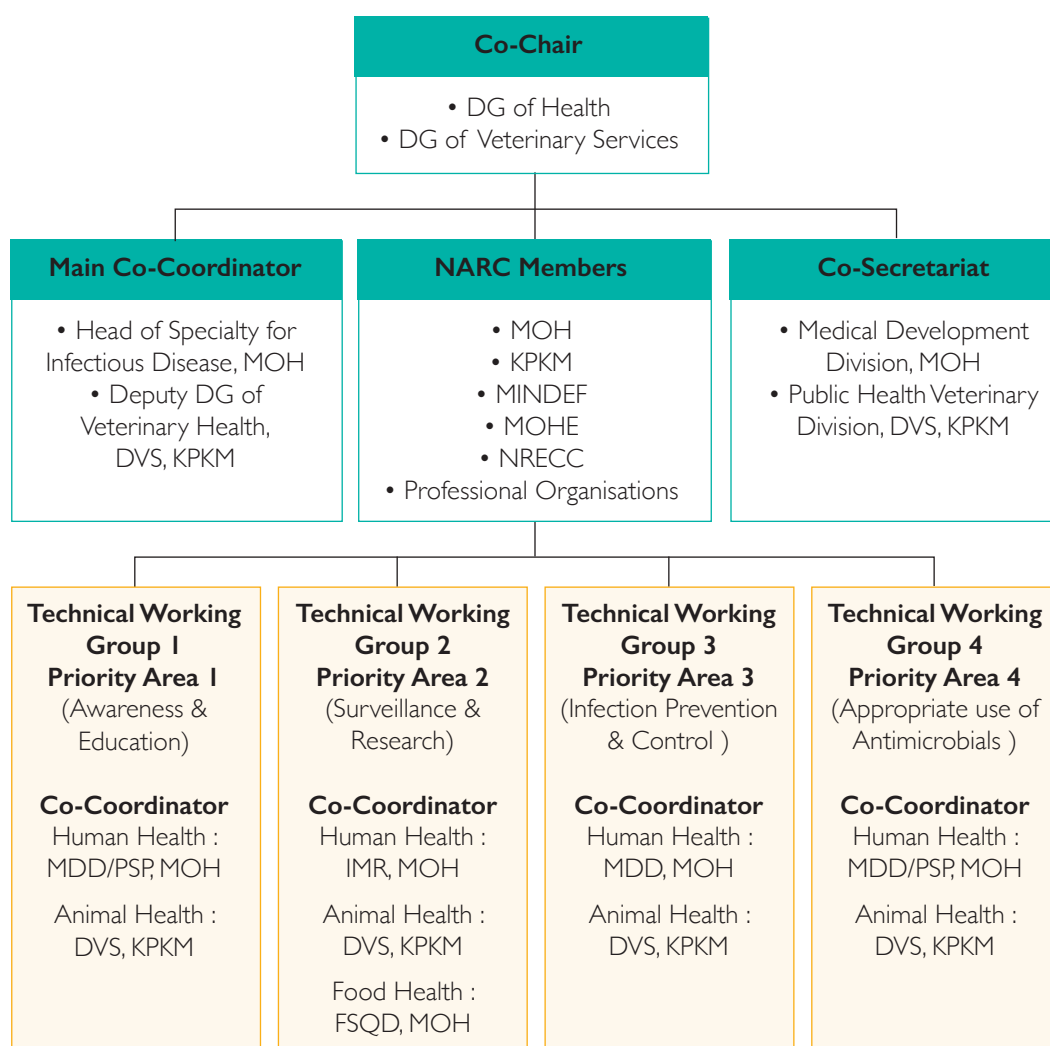 Co-Chair
• DG of Health
• DG of Veterinary Services
Main Co-Coordinator
• Head of Specialty for
Infectious Disease, MOH
• Deputy DG of
Veterinary Health,
DVS, KPKM
NARC Members
• MOH
• KPKM
• MINDEF
• MOHE
• NRECC
• Professional Organisations
Co-Secretariat
• Medical Development
Division, MOH
• Public Health Veterinary
Division, DVS, KPKM
Technical Working
Group 1
Priority Area 1
(Awareness &
Education)
Co-Coordinator
Human Health :
MDD/PSP, MOH
Animal Health :
DVS, KPKM
Technical Working
Group 2
Priority Area 2
(Surveillance &
Research)
Co-Coordinator
Human Health :
IMR, MOH
Animal Health :
DVS, KPKM
Food Health :
FSQD, MOH
Technical Working
Group 3
Priority Area 3
(Infection Prevention
& Control )
Co-Coordinator
Human Health :
MDD, MOH
Animal Health :
DVS, KPKM
Technical Working
Group 4
Priority Area 4
(Appropriate use of
Antimicrobials )
Co-Coordinator
Human Health :
MDD/PSP, MOH
Animal Health :
DVS, KPKM